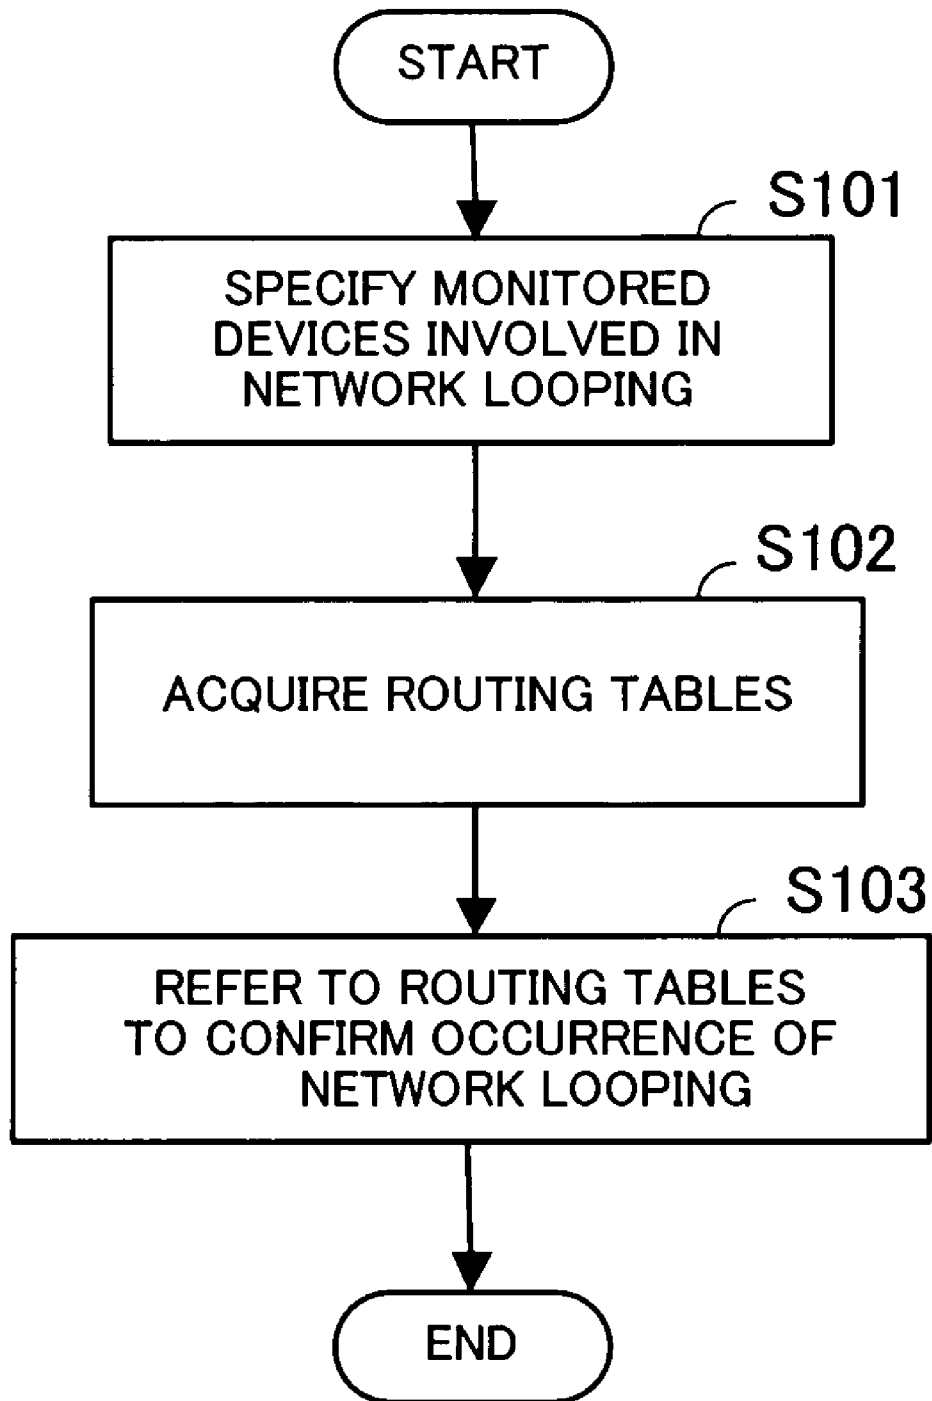 START
S101
SPECIFY MONITORED
DEVICES INVOLVED IN
NETWORK LOOPING
S102
ACQUIRE ROUTING TABLES
S103
REFER TO ROUTING TABLES
TO CONFIRM OCCURRENCE OF
NETWORK LOOPING
END